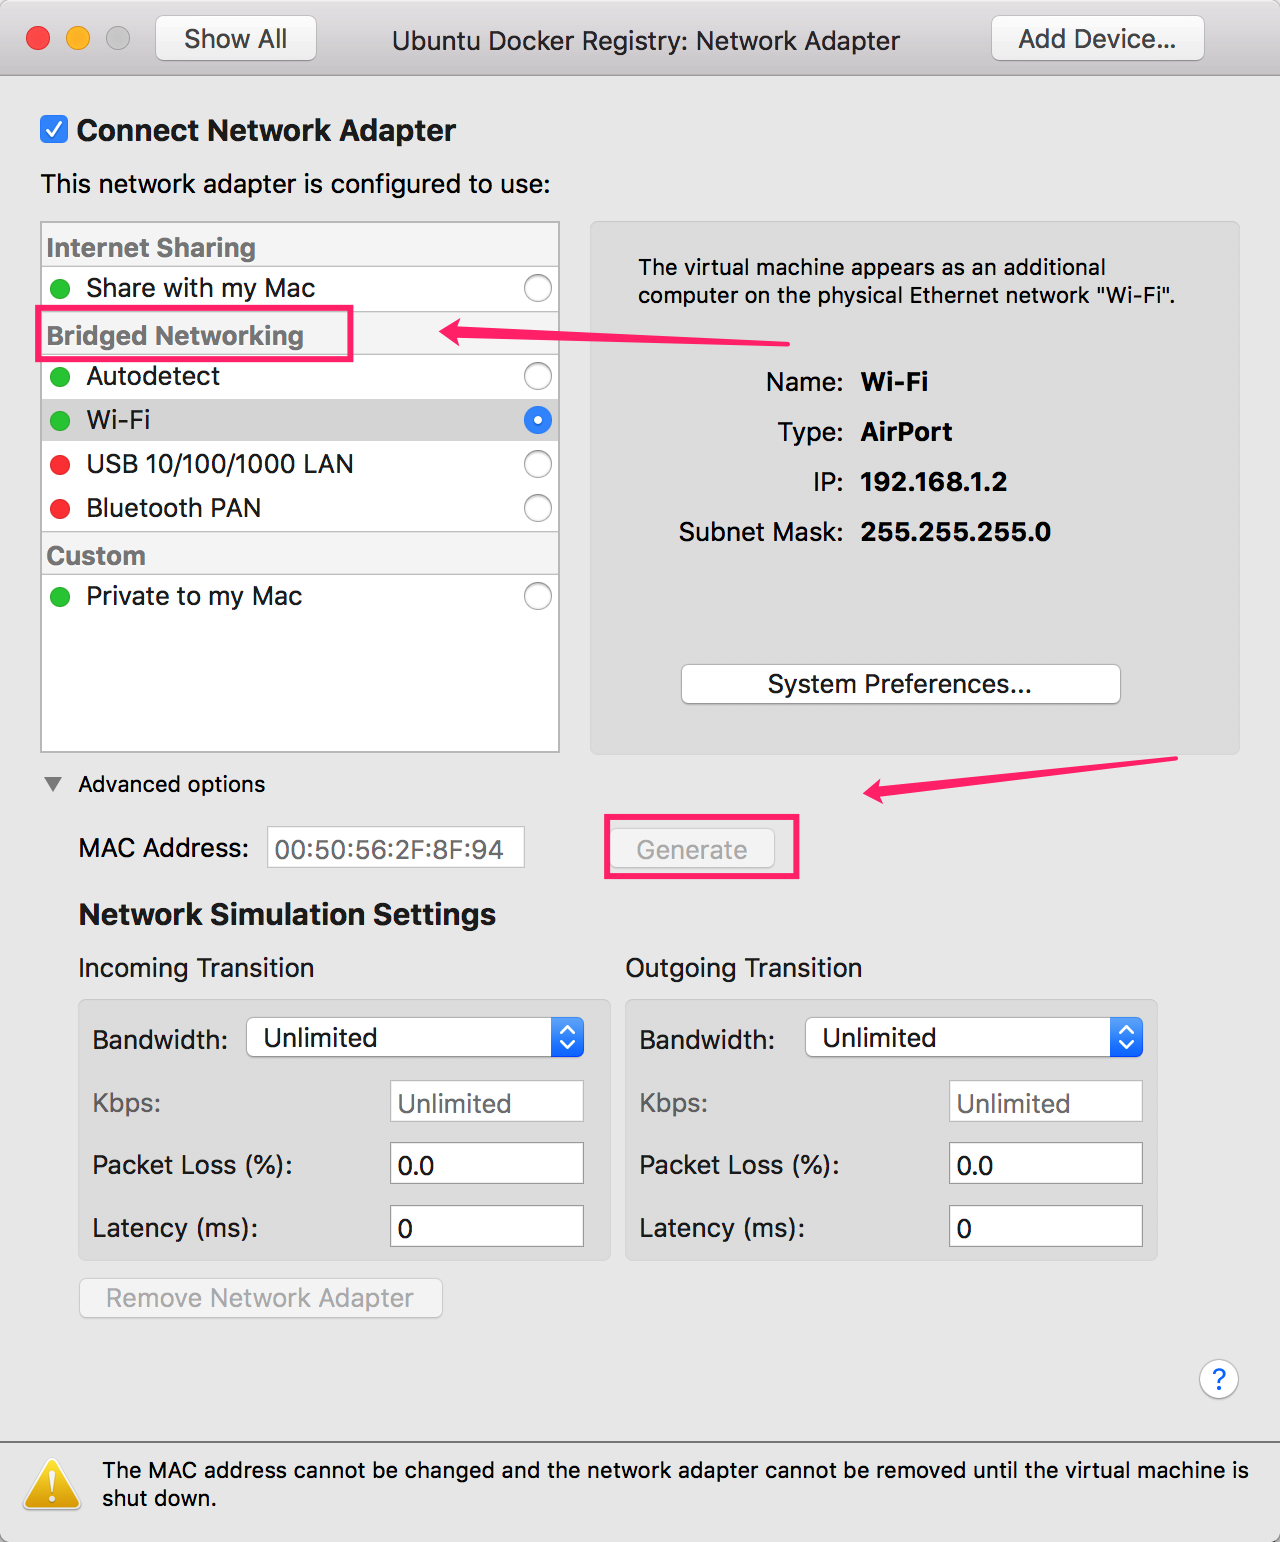 Show All
Ubuntu Docker Registry: Network Adapter
Add Device...
Connect Network Adapter
This network adapter is configured to use:
Internet Sharing
Share with my Mac
Bridged Networking
Autodetect
Wi-Fi
USB 10/100/1000 LAN
Bluetooth PAN
Custom
Private to my Mac
The virtual machine appears as an additional
computer on the physical Ethernet network "Wi-Fi".
Name: Wi-Fi
Type: AirPort
IP: 192.168.1.2
Subnet Mask: 255.255.255.0
System Preferences...
Advanced options
MAC Address: 00:50:56:2F:8F:94 Generate
Network Simulation Settings
Incoming Transition
Bandwidth: Unlimited
Kbps: Unlimited
Packet Loss (%): 0.0
Latency (ms): 0
Outgoing Transition
Bandwidth: Unlimited
Kbps: Unlimited
Packet Loss (%): 0.0
Latency (ms): 0
Remove Network Adapter
?
The MAC address cannot be changed and the network adapter cannot be removed until the virtual machine is
shut down.